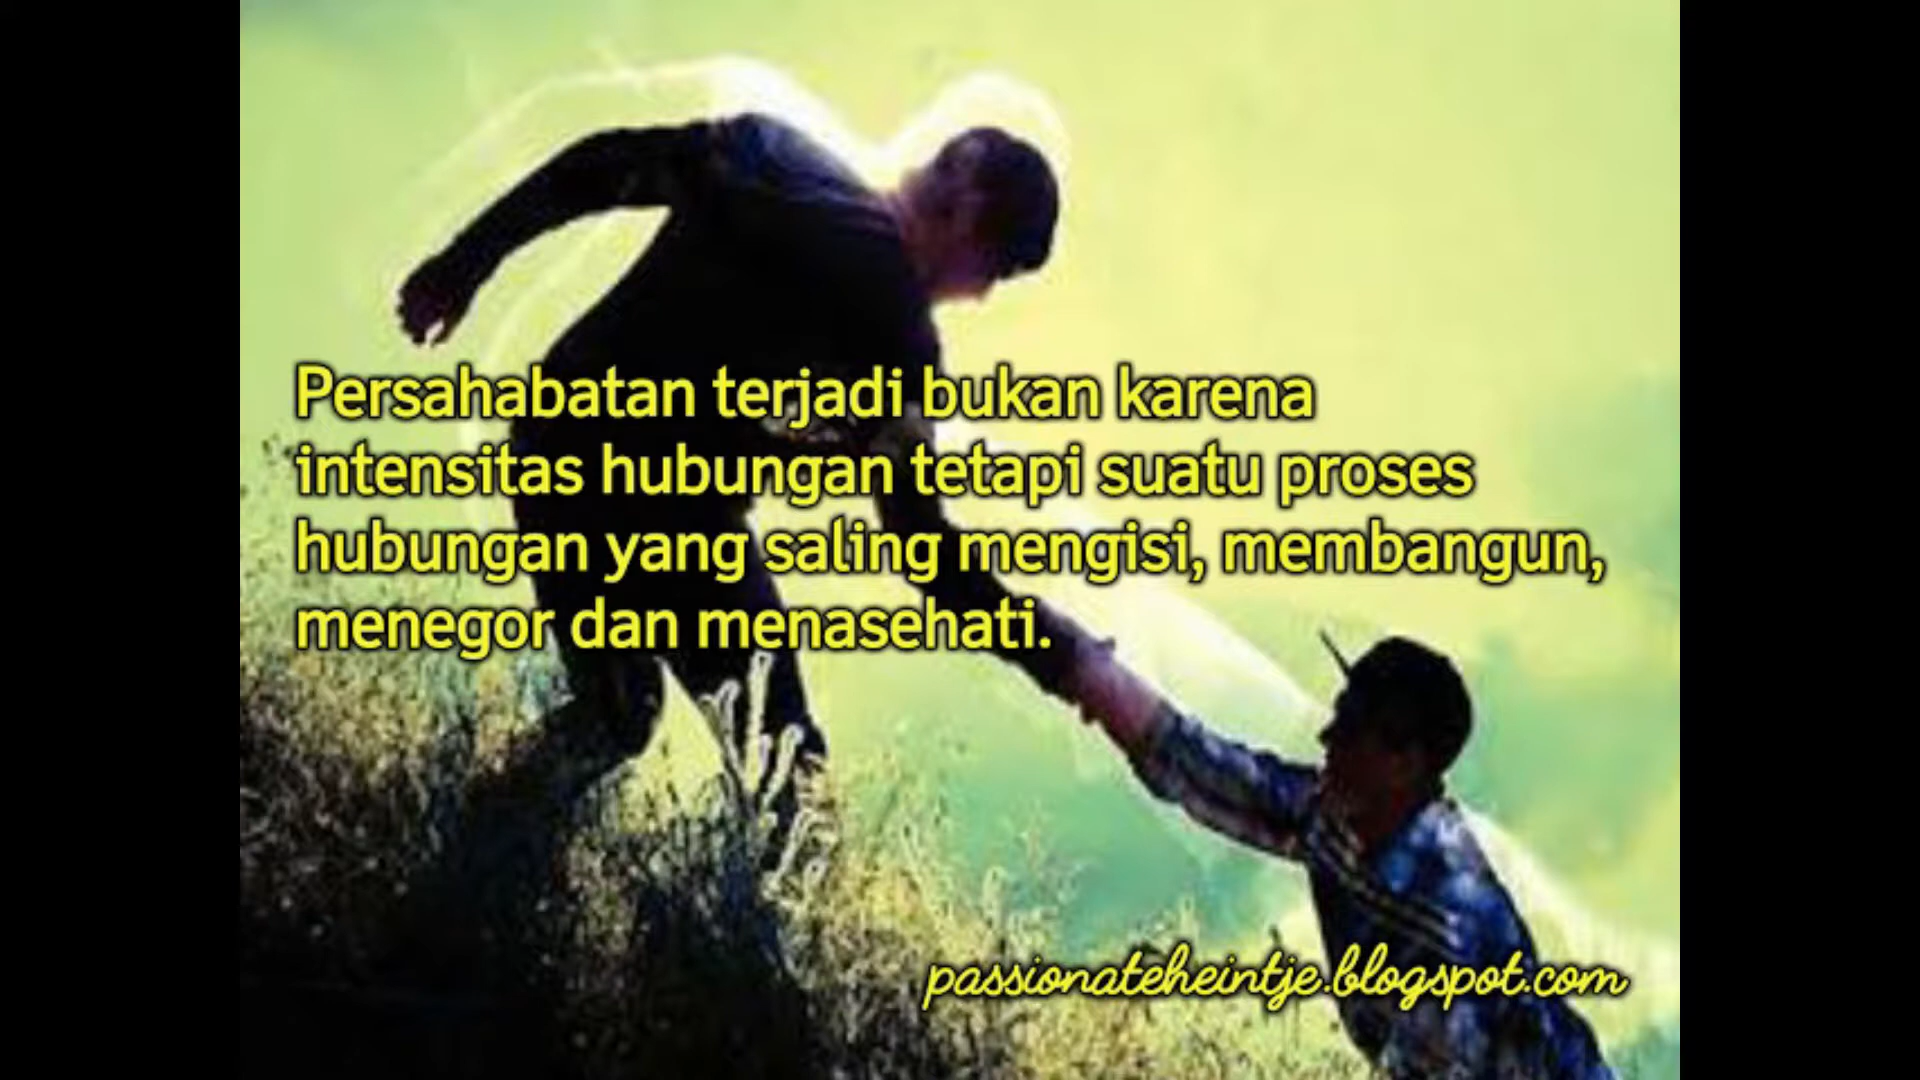 Persahabatan terjadi bukan karena
intensitas hubungan tetapi suatu proses
hubungan yang saling mengisi, membangun,
menegor dan menasehati.
passionateheintje.blogspot.com